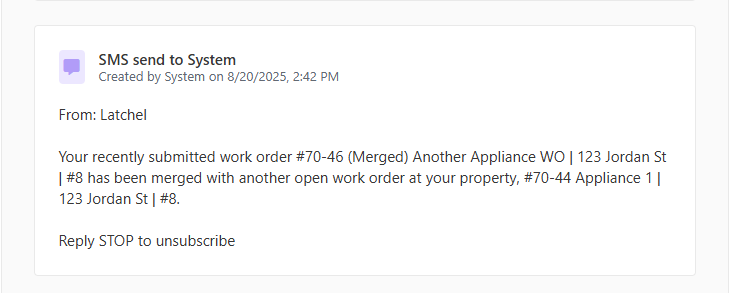 SMS send to System
Created by System on 8/20/2025, 2:42 PM
From: Latchel
Your recently submitted work order #70-46 (Merged) Another Appliance WO | 123 Jordan St
| #8 has been merged with another open work order at your property, #70-44 Appliance 1 |
123 Jordan St | #8.
Reply STOP to unsubscribe